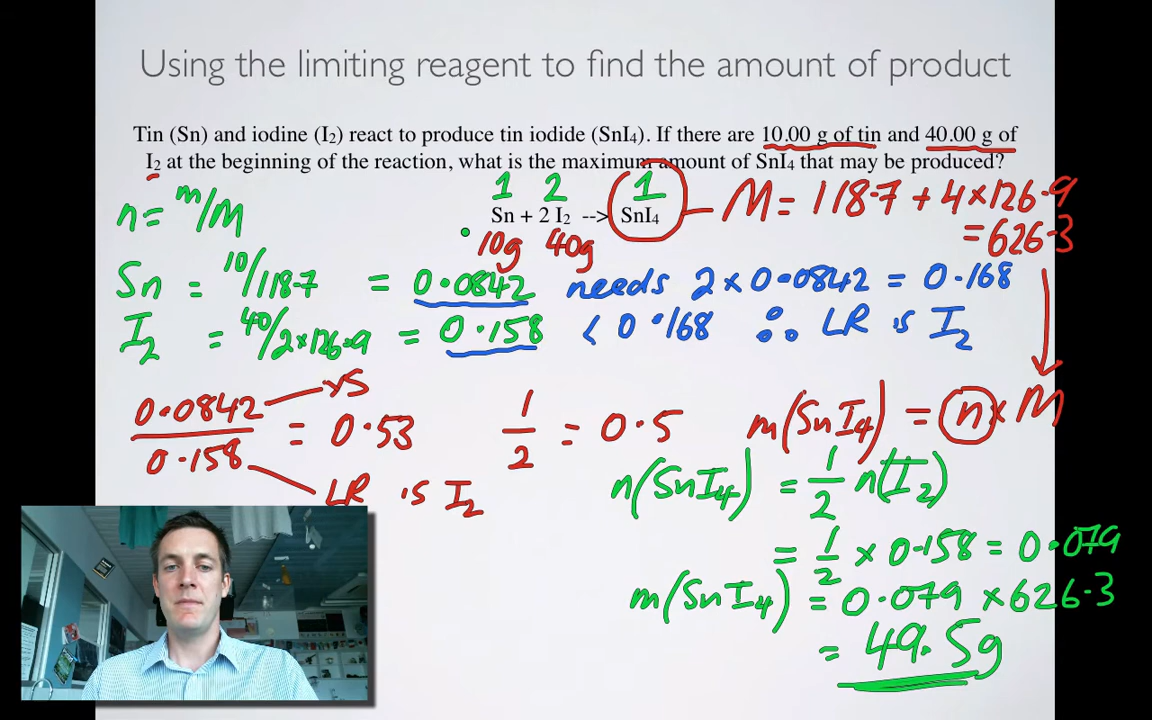 Using the limiting reagent to find the amount of product
Tin (Sn) and iodine (I2) react to produce tin iodide (SnI4). If there are 10.00 g of tin and 40.00 g of
I2 at the beginning of the reaction, what is the maximum amount of SnI4 that may be produced?
1 2 1
n = m/M
Sn + 2 I2 --> SnI4
M = 118.7 + 4×126.9
= 626.3
10g 40g
Sn = 10/118.7 = 0.0842 needs 2 × 0.0842 = 0.168
I2 = 40/2×126.9 = 0.158 < 0.168 ∴ LR is I2
0.0842 XS
0.158 = 0.53
LR is I2
1/2 = 0.5
m(SnI4) = n × M
n(SnI4) = 1/2 n(I2)
= 1/2 × 0.158 = 0.079
m(SnI4) = 0.079 × 626.3
= 49.5g